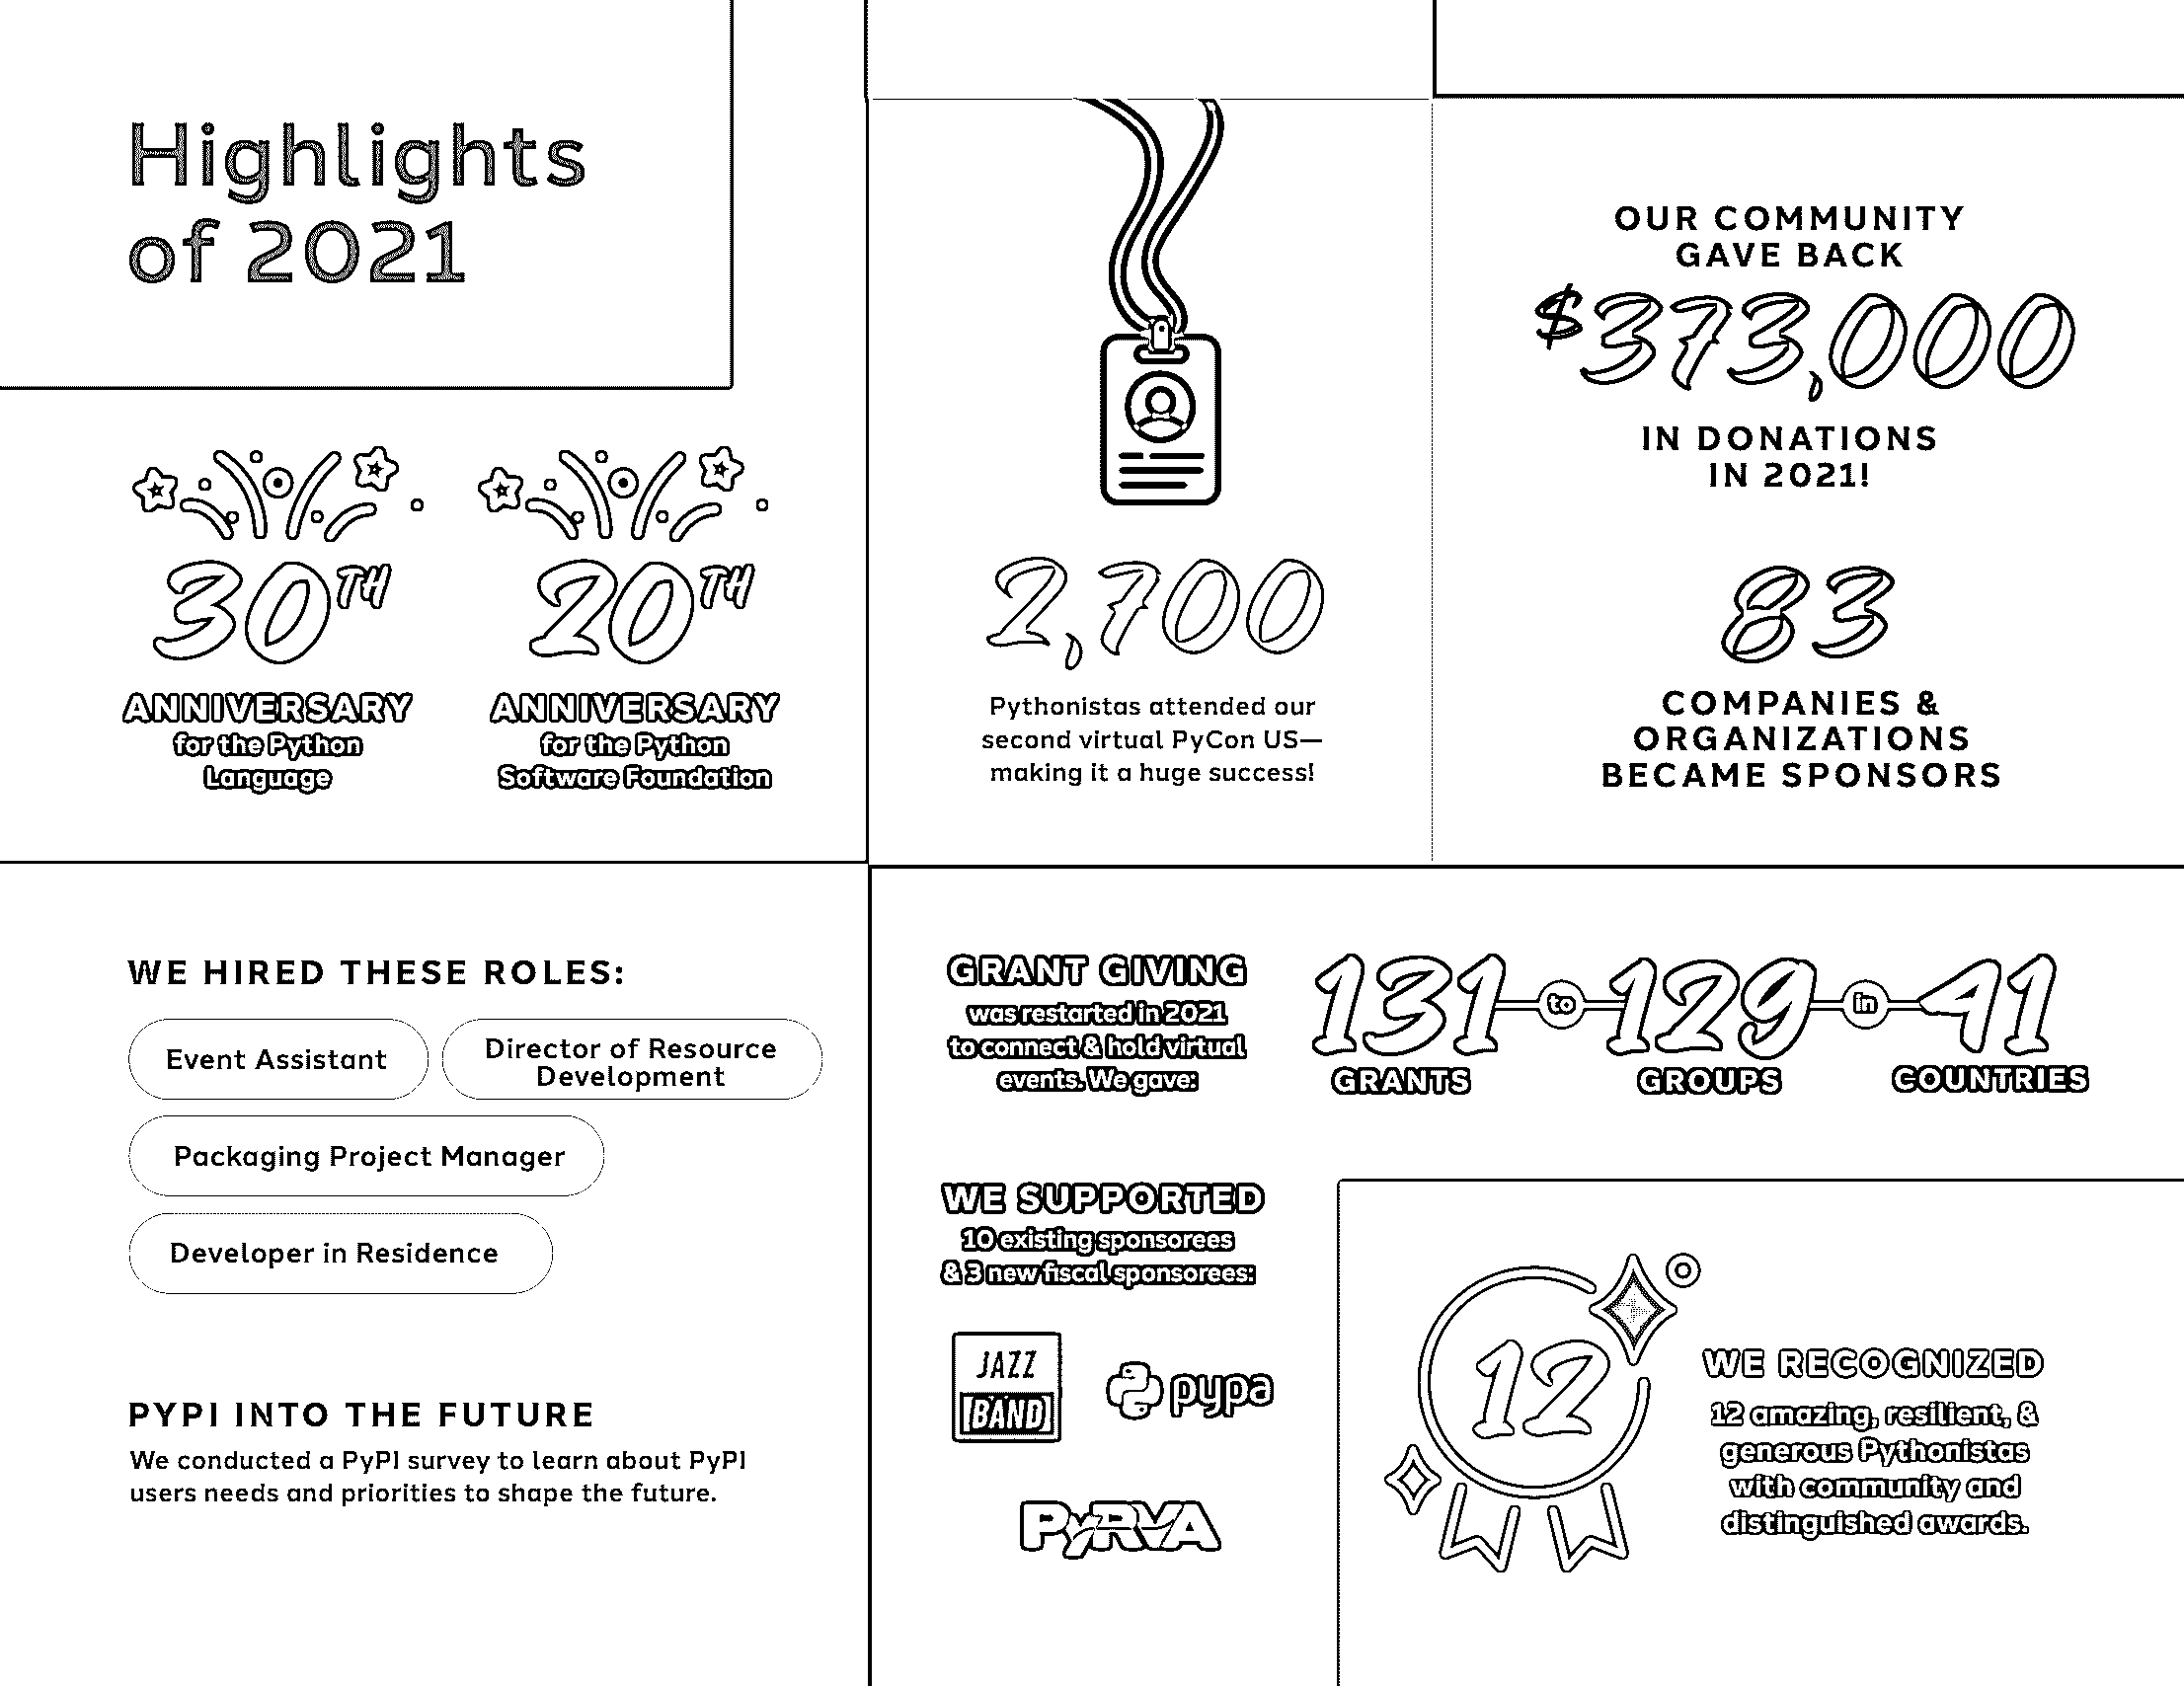 Highlights
of 2021
30TH
ANNIVERSARY
for the Python
Language
20TH
ANNIVERSARY
for the Python
Software Foundation
2,700
Pythonistas attended our
second virtual PyCon US—
making it a huge success!
OUR COMMUNITY
GAVE BACK
$373,000
IN DONATIONS
IN 2021!
83
COMPANIES &
ORGANIZATIONS
BECAME SPONSORS
WE HIRED THESE ROLES:
Event Assistant
Director of Resource
Development
Packaging Project Manager
Developer in Residence
PYPI INTO THE FUTURE
We conducted a PyPI survey to learn about PyPI
users needs and priorities to shape the future.
GRANT GIVING
was restarted in 2021
to connect & hold virtual
events. We gave:
131 to 129 in 41
GRANTS GROUPS COUNTRIES
WE SUPPORTED
10 existing sponsorees
& 3 new fiscal sponsorees:
JAZZ
BAND
pypa
PyRVA
12
WE RECOGNIZED
12 amazing, resilient, &
generous Pythonistas
with community and
distinguished awards.